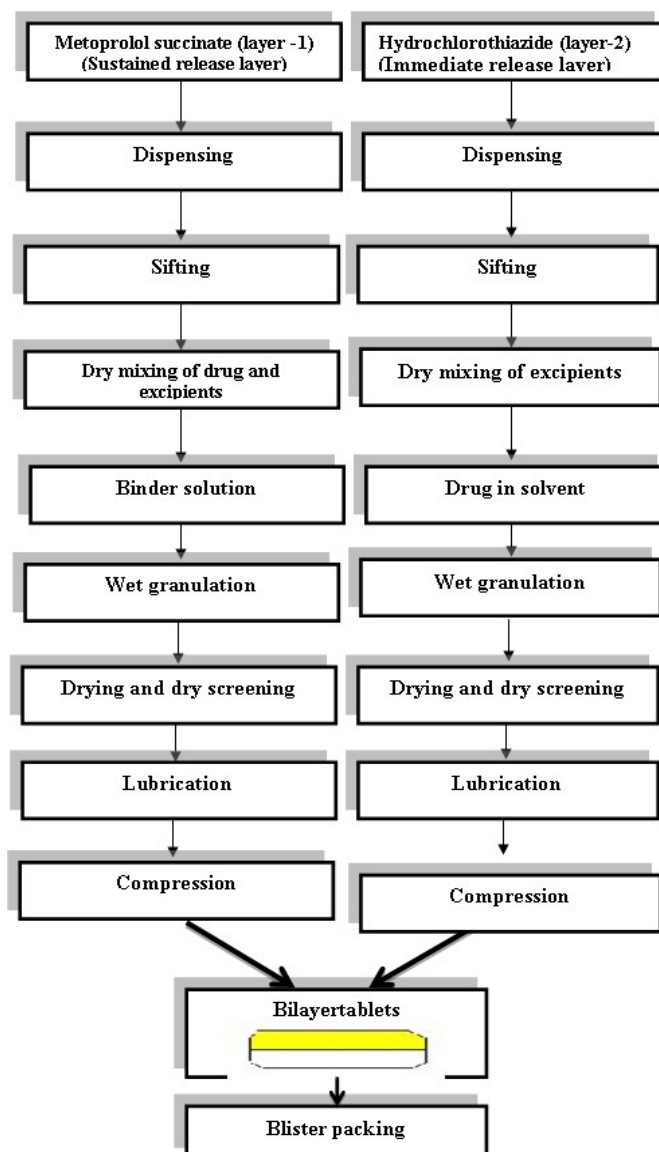 Metoprolol succinate (layer -1)
(Sustained release layer)
Dispensing
Sifting
Dry mixing of drug and
excipients
Binder solution
Wet granulation
Drying and dry screening
Lubrication
Compression
Hydrochlorothiazide (layer-2)
(Immediate release layer)
Dispensing
Sifting
Dry mixing of excipients
Drug in solvent
Wet granulation
Drying and dry screening
Lubrication
Compression
Bilayertablets
Blister packing